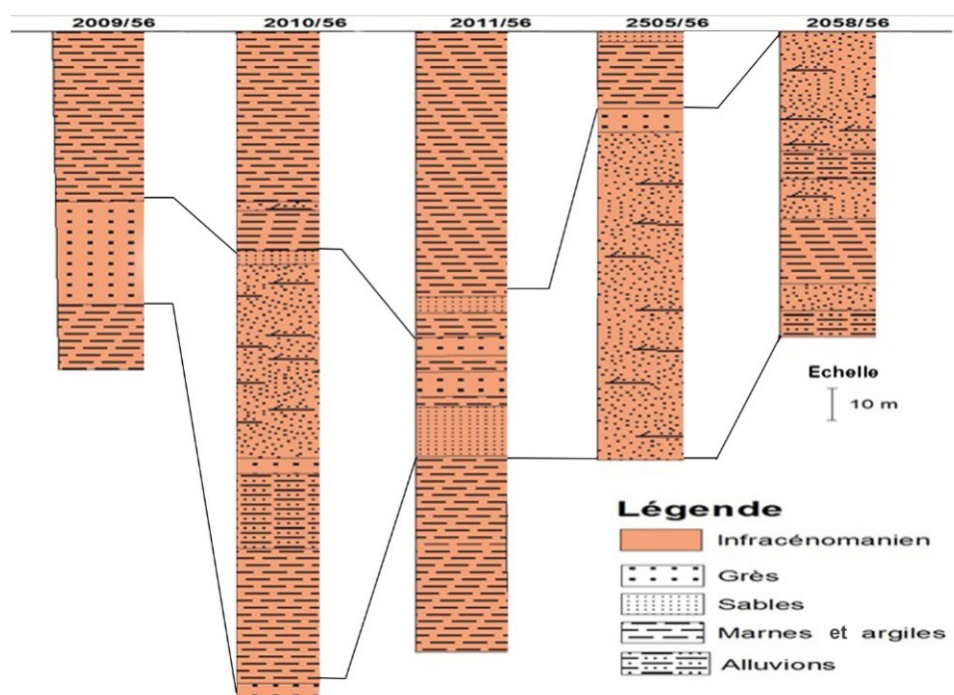 2009/56 2010/56 2011/56 2505/56 2058/56
Echelle
10 m
Légende
Infracénomanien
Grès
Sables
Marnes et argiles
Alluvions